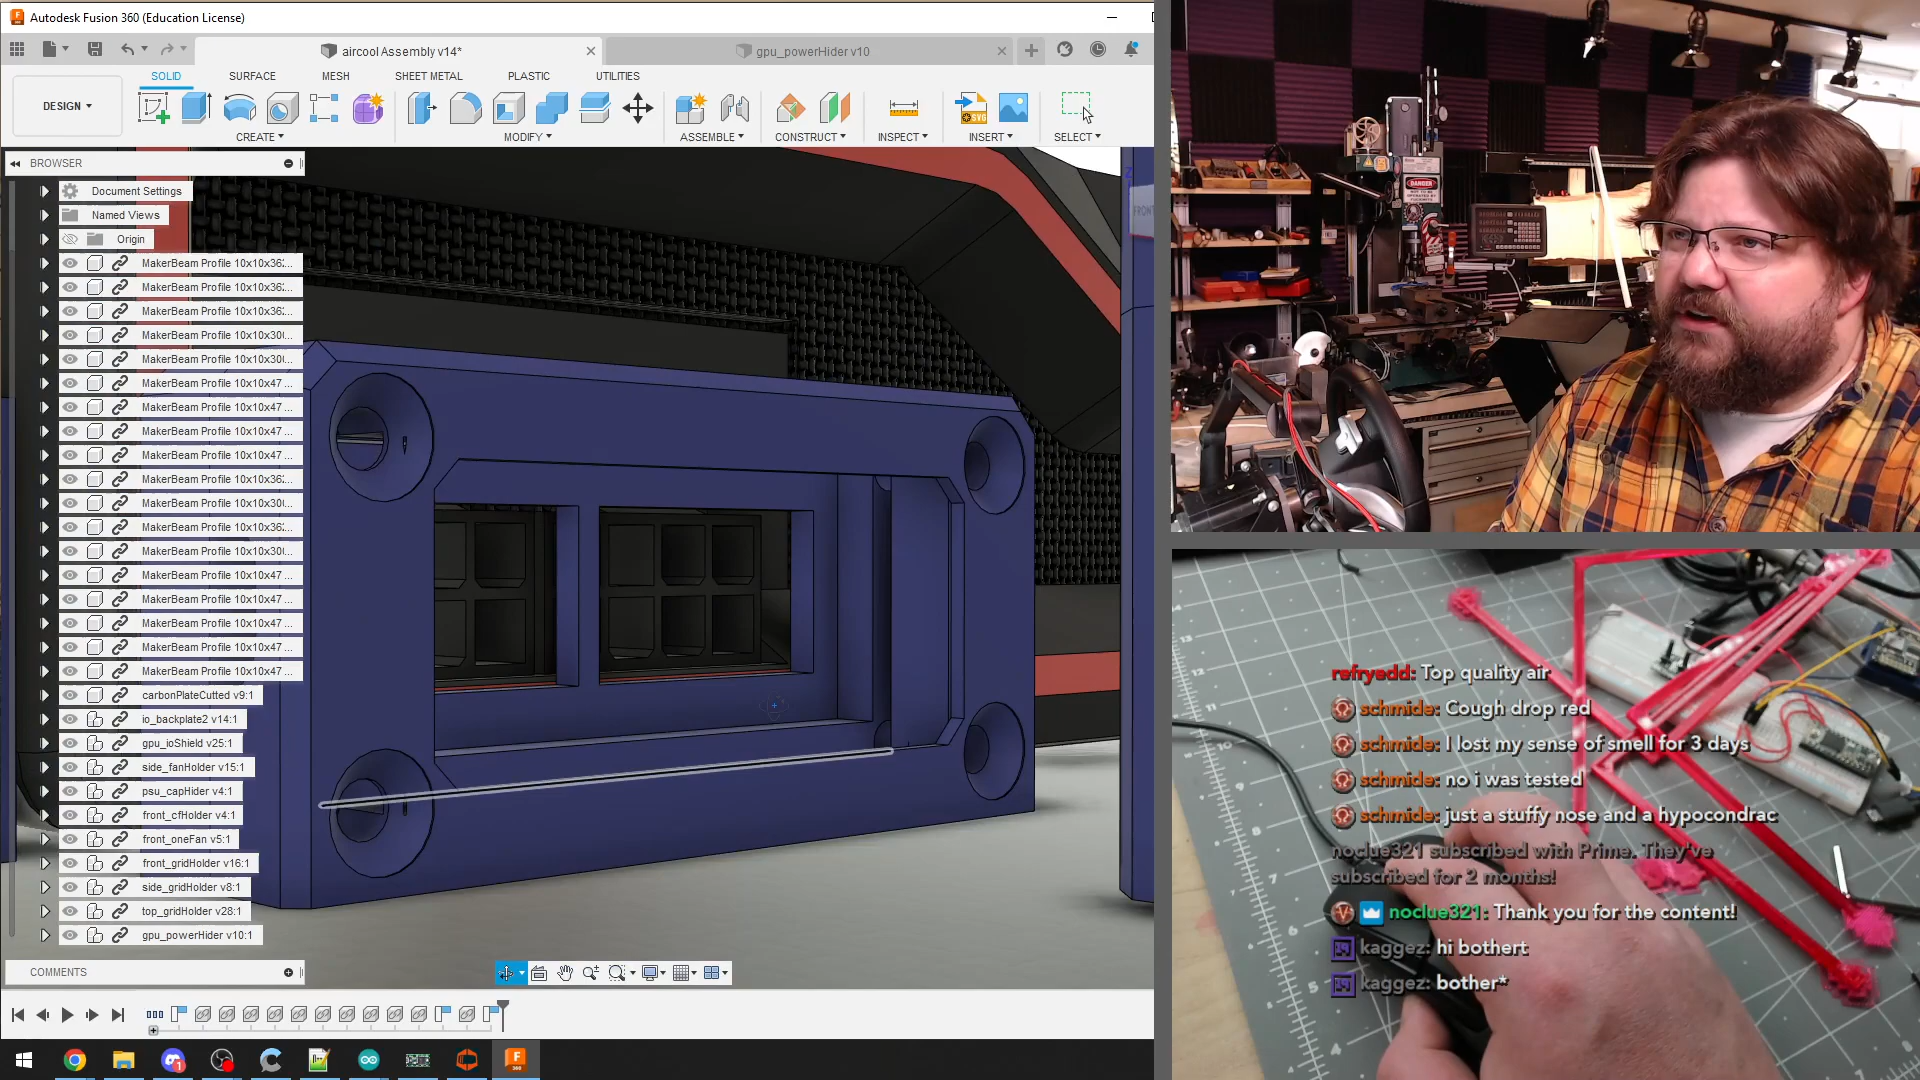 Autodesk Fusion 360 (Education License)
aircool Assembly v14*
gpu_powerHider v10
DESIGN
SOLID
SURFACE
MESH
SHEET METAL
PLASTIC
UTILITIES
CREATE
MODIFY
ASSEMBLE
CONSTRUCT
INSPECT
INSERT
SELECT
SVG
BROWSER
Document Settings
Named Views
Origin
MakerBeam Profile 10x10x36...
MakerBeam Profile 10x10x36...
MakerBeam Profile 10x10x36...
MakerBeam Profile 10x10x30...
MakerBeam Profile 10x10x30...
MakerBeam Profile 10x10x47 ...
MakerBeam Profile 10x10x47 ...
MakerBeam Profile 10x10x47 ...
MakerBeam Profile 10x10x47 ...
MakerBeam Profile 10x10x36...
MakerBeam Profile 10x10x30...
MakerBeam Profile 10x10x36...
MakerBeam Profile 10x10x30...
MakerBeam Profile 10x10x47 ...
MakerBeam Profile 10x10x47 ...
MakerBeam Profile 10x10x47 ...
MakerBeam Profile 10x10x47 ...
MakerBeam Profile 10x10x47 ...
carbonPlateCutted v9:1
io_backplate2 v14:1
gpu_ioShield v25:1
side_fanHolder v15:1
psu_capHider v4:1
front_cfHolder v4:1
front_oneFan v5:1
front_gridHolder v16:1
side_gridHolder v8:1
top_gridHolder v28:1
gpu_powerHider v10:1
COMMENTS
Z
FRONT
DANGER
refryedd: Top quality air
schmide: Cough drop red
schmide: I lost my sense of smell for 3 days
schmide: no i was tested
schmide: just a stuffy nose and a hypocondrac
noclue321 subscribed with Prime. They've
subscribed for 2 months!
noclue321: Thank you for the content!
kaggez: hi bothert
kaggez: bother*